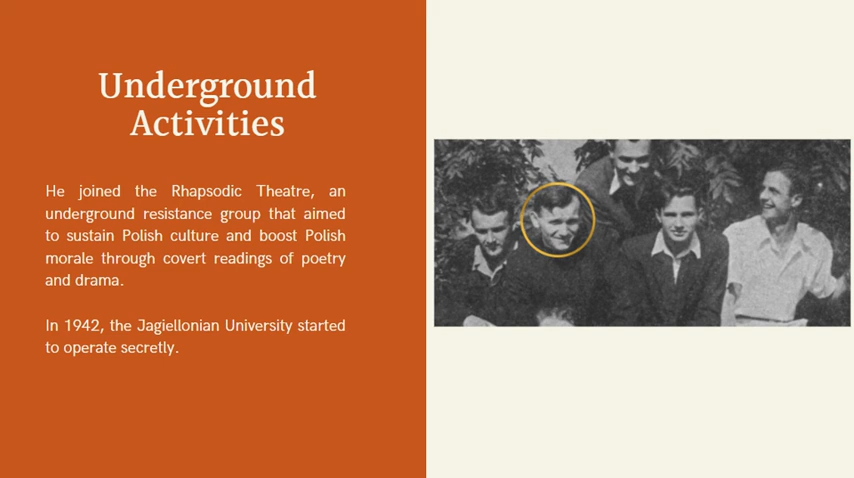 Underground
Activities
He joined the Rhapsodic Theatre, an
underground resistance group that aimed
to sustain Polish culture and boost Polish
morale through covert readings of poetry
and drama.
In 1942, the Jagiellonian University started
to operate secretly.